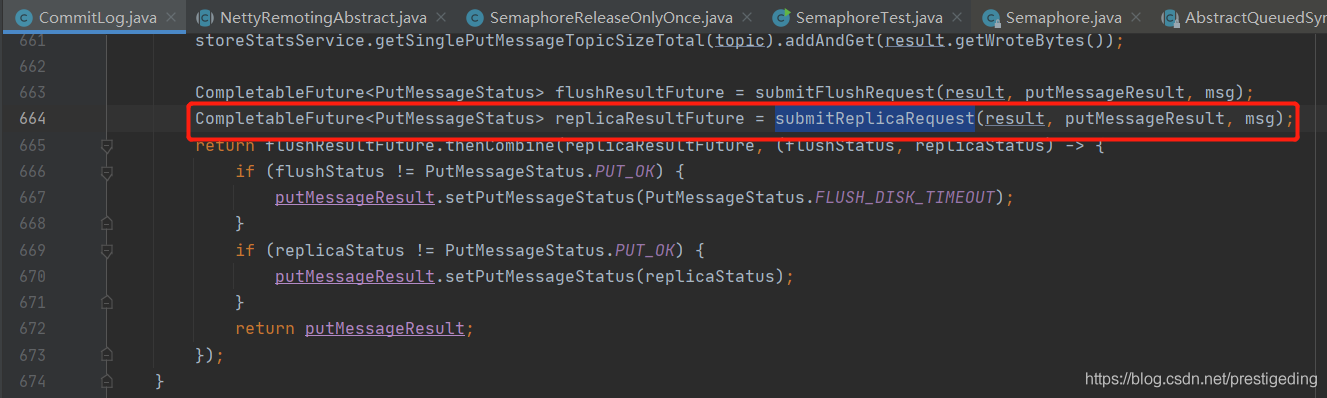 CommitLog.java NettyRemotingAbstract.java SemaphoreReleaseOnlyOnce.java SemaphoreTest.java Semaphore.java AbstractQueuedSyn
661 storeStatsService.getSinglePutMessageTopicSizeTotal(topic).addAndGet(result.getWroteBytes());
662
663 CompletableFuture<PutMessageStatus> flushResultFuture = submitFlushRequest(result, putMessageResult, msg);
664 CompletableFuture<PutMessageStatus> replicaResultFuture = submitReplicaRequest(result, putMessageResult, msg);
665 return flushResultFuture.thenCombine(replicaResultFuture, (flushStatus, replicaStatus) -> {
666 if (flushStatus != PutMessageStatus.PUT_OK) {
667 putMessageResult.setPutMessageStatus(PutMessageStatus.FLUSH_DISK_TIMEOUT);
668 }
669 if (replicaStatus != PutMessageStatus.PUT_OK) {
670 putMessageResult.setPutMessageStatus(replicaStatus);
671 }
672 return putMessageResult;
673 });
674 }
https://blog.csdn.net/prestigeding